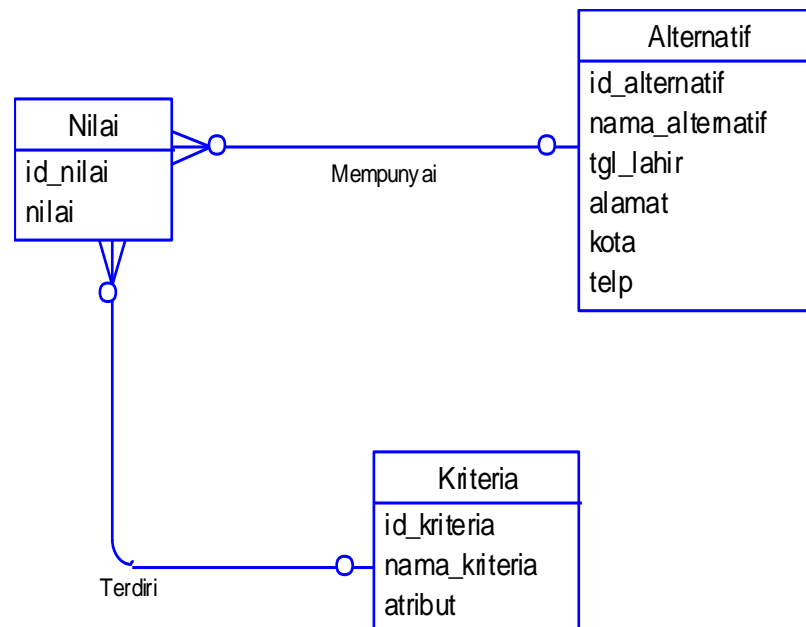 Alternatif
id_alternatif
nama_alternatif
tgl_lahir
alamat
kota
telp
Nilai
id_nilai
nilai
Mempunyai
Kriteria
id_kriteria
nama_kriteria
atribut
Terdiri